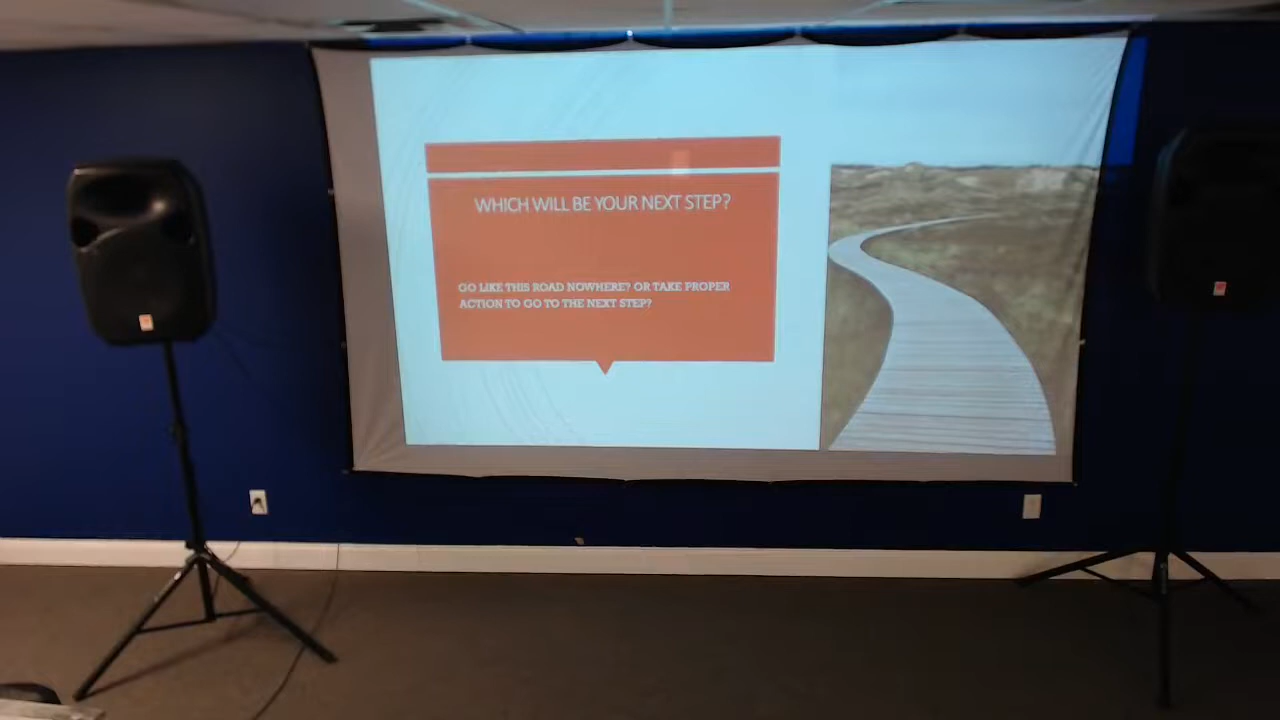 WHICH WILL BE YOUR NEXT STEP?
GO LIKE THIS ROAD NOWHERE? OR TAKE PROPER
ACTION TO GO TO THE NEXT STEP?